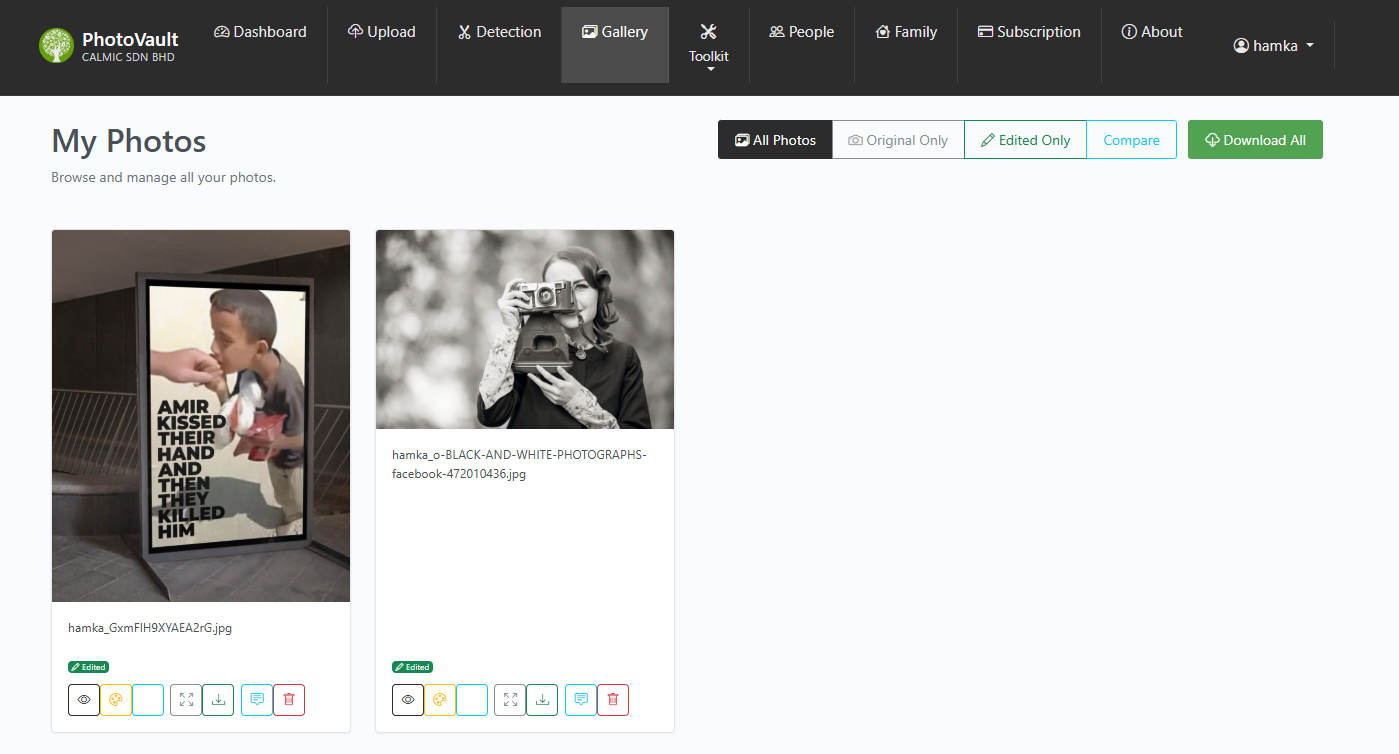 PhotoVault
CALMIC SDN BHD
Dashboard
Upload
Detection
Gallery
Toolkit
People
Family
Subscription
About
hamka
My Photos
Browse and manage all your photos.
All Photos
Original Only
Edited Only
Compare
Download All
AMIR
KISSED
THEIR
HAND
AND
THEN
THEY
KILLED
HIM
hamka_GxmFIH9XYAEA2rG.jpg
Edited
hamka_o-BLACK-AND-WHITE-PHOTOGRAPHS-
facebook-472010436.jpg
Edited